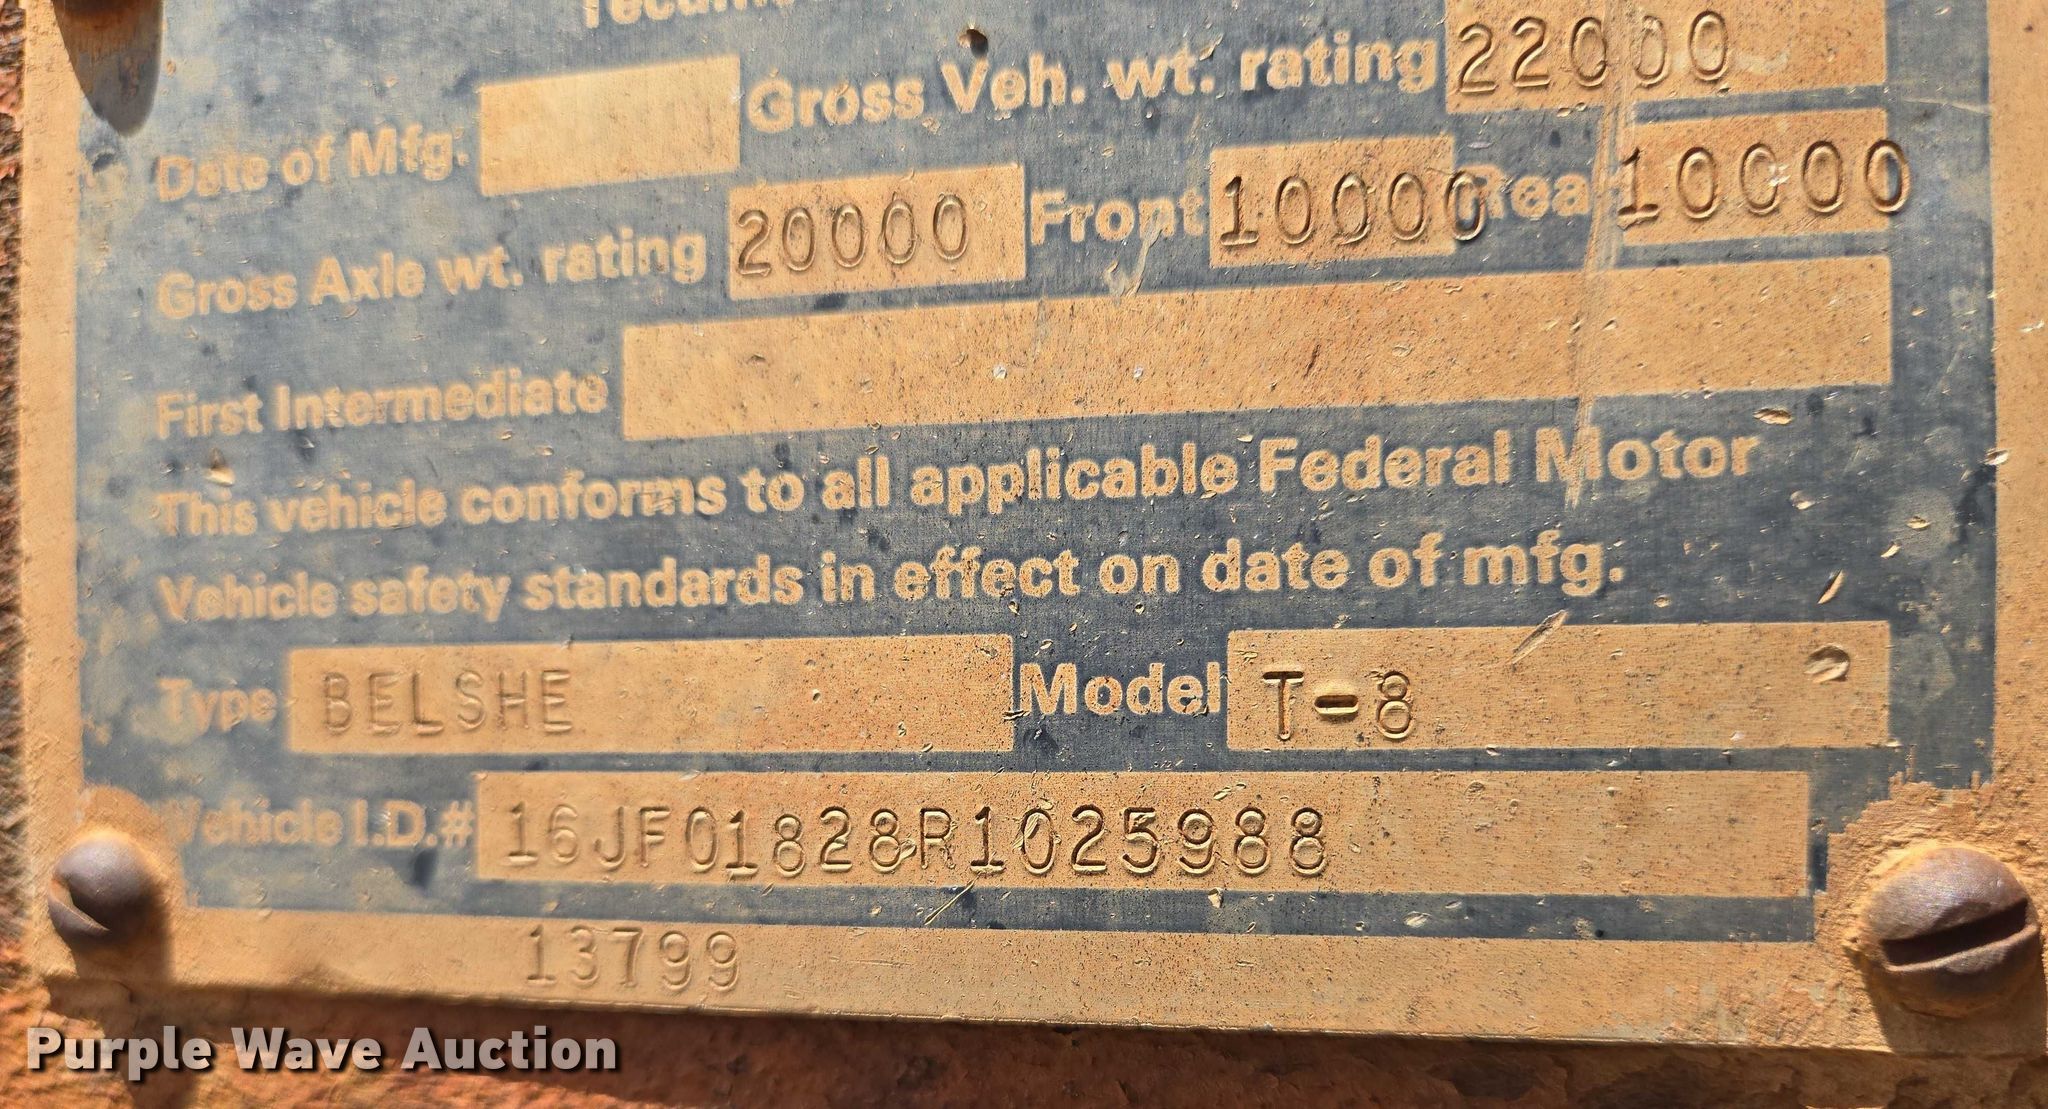 Date of Mfg. Gross Veh. wt. rating 22000
Gross Axle wt. rating 20000 Front 10000 Rear 10000
First Intermediate
This vehicle conforms to all applicable Federal Motor
Vehicle safety standards in effect on date of mfg.
Type BELSHE Model T-8
Vehicle I.D.# 16JF01828R1025988
13799
Purple Wave Auction